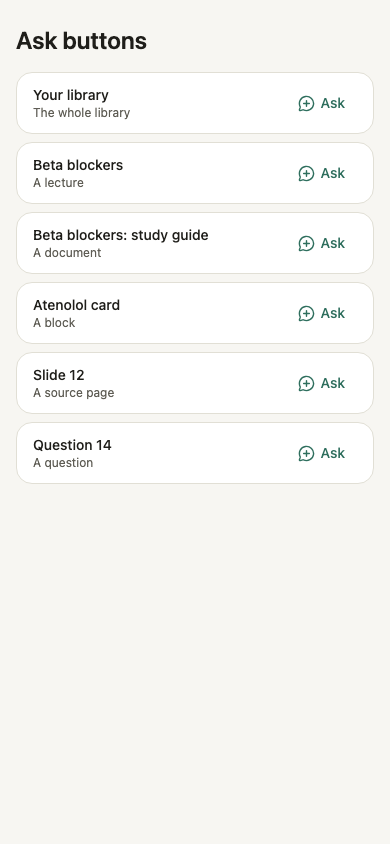 Ask buttons
Your library
The whole library
Ask
Beta blockers
A lecture
Ask
Beta blockers: study guide
A document
Ask
Atenolol card
A block
Ask
Slide 12
A source page
Ask
Question 14
A question
Ask